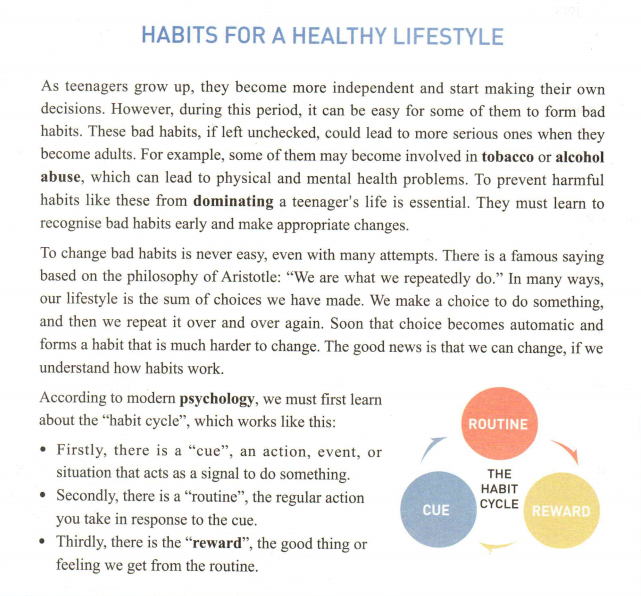 HABITS FOR A HEALTHY LIFESTYLE
As teenagers grow up, they become more independent and start making their own
decisions. However, during this period, it can be easy for some of them to form bad
habits. These bad habits, if left unchecked, could lead to more serious ones when they
become adults. For example, some of them may become involved in tobacco or alcohol
abuse, which can lead to physical and mental health problems. To prevent harmful
habits like these from dominating a teenager's life is essential. They must learn to
recognise bad habits early and make appropriate changes.
To change bad habits is never easy, even with many attempts. There is a famous saying
based on the philosophy of Aristotle: “We are what we repeatedly do.” In many ways,
our lifestyle is the sum of choices we have made. We make a choice to do something,
and then we repeat it over and over again. Soon that choice becomes automatic and
forms a habit that is much harder to change. The good news is that we can change, if we
understand how habits work.
According to modern psychology, we must first learn
about the “habit cycle”, which works like this:
• Firstly, there is a “cue”, an action, event, or
situation that acts as a signal to do something.
• Secondly, there is a “routine”, the regular action
you take in response to the cue.
• Thirdly, there is the “reward”, the good thing or
feeling we get from the routine.
ROUTINE
THE
HABIT
CYCLE
CUE
REWARD